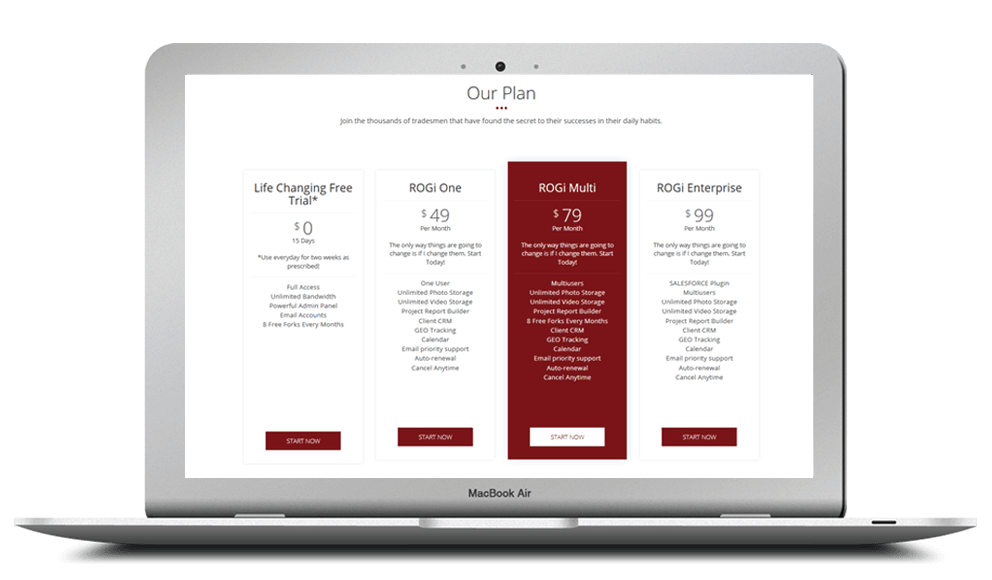 Our Plan
Join the thousands of tradesmen that have found the secret to their successes in their daily habits.
Life Changing Free
Trial*
$ 0
15 Days
*Use everyday for two weeks as
prescribed!
Full Access
Unlimited Bandwidth
Powerful Admin Panel
Email Accounts
8 Free Forks Every Months
START NOW
ROGi One
$ 49
Per Month
The only way things are going to
change is if I change them. Start
Today!
One User
Unlimited Photo Storage
Unlimited Video Storage
Project Report Builder
Client CRM
GEO Tracking
Calendar
Email priority support
Auto-renewal
Cancel Anytime
START NOW
ROGi Multi
$ 79
Per Month
The only way things are going to
change is if I change them. Start
Today!
Multiusers
Unlimited Photo Storage
Unlimited Video Storage
Project Report Builder
8 Free Forks Every Months
Client CRM
GEO Tracking
Calendar
Email priority support
Auto-renewal
Cancel Anytime
START NOW
ROGi Enterprise
$ 99
Per Month
The only way things are going to
change is if I change them. Start
Today!
SALESFORCE Plugin
Multiusers
Unlimited Photo Storage
Unlimited Video Storage
Project Report Builder
Client CRM
GEO Tracking
Calendar
Email priority support
Auto-renewal
Cancel Anytime
START NOW
MacBook Air